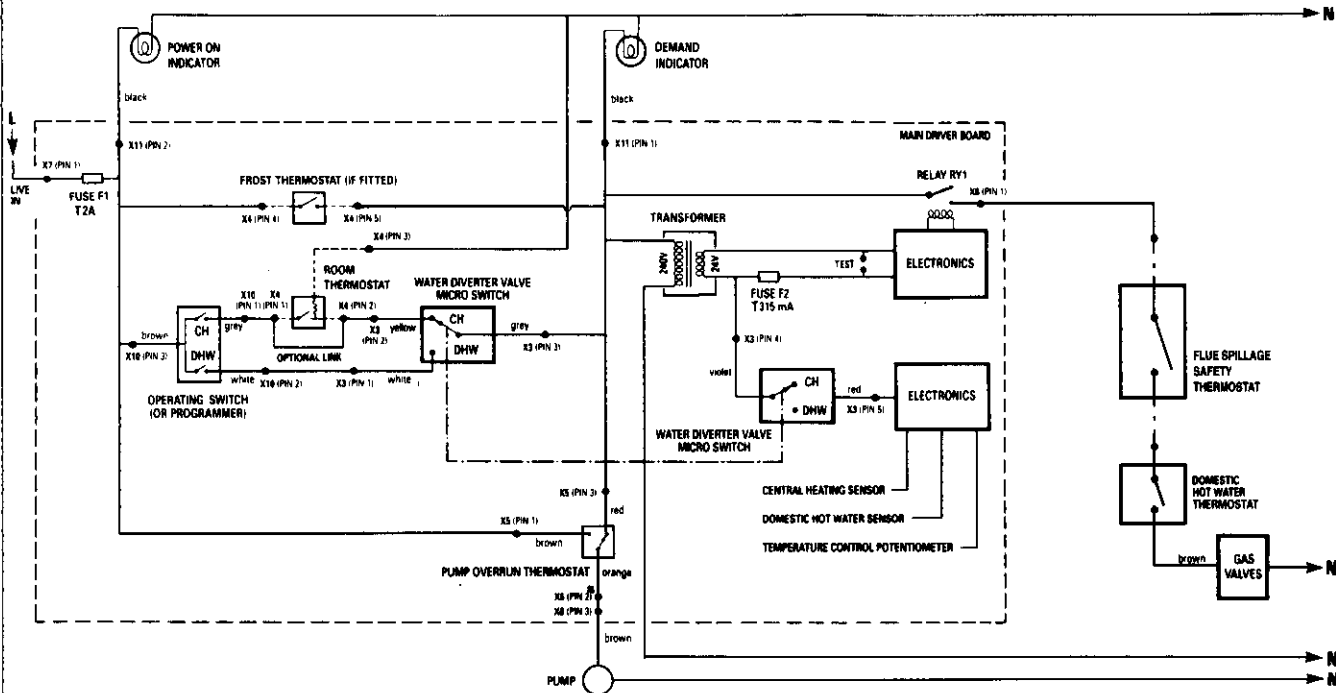 N
POWER ON
INDICATOR
DEMAND
INDICATOR
black
black
L
MAIN DRIVER BOARD
X11 (PIN 2)
X11 (PIN 1)
X7 (PIN 1)
LIVE
IN
FUSE F1
T2A
FROST THERMOSTAT (IF FITTED)
X4 (PIN 4)
X4 (PIN 5)
RELAY RY1
X6 (PIN 1)
TRANSFORMER
240V
24V
TEST
ELECTRONICS
FUSE F2
T315 mA
X4 (PIN 3)
ROOM
THERMOSTAT
WATER DIVERTER VALVE
MICRO SWITCH
X10
(PIN 1)
X4
(PIN 1)
X4 (PIN 2)
brown
X10 (PIN 3)
CH
grey
X3
(PIN 2)
yellow
CH
grey
X3 (PIN 3)
OPTIONAL LINK
DHW
DHW
white
X10 (PIN 2)
X3 (PIN 1)
white
OPERATING SWITCH
(OR PROGRAMMER)
X3 (PIN 4)
violet
CH
DHW
red
X3 (PIN 5)
ELECTRONICS
WATER DIVERTER VALVE
MICRO SWITCH
FLUE SPILLAGE
SAFETY
THERMOSTAT
CENTRAL HEATING SENSOR
DOMESTIC HOT WATER SENSOR
TEMPERATURE CONTROL POTENTIOMETER
DOMESTIC
HOT WATER
THERMOSTAT
X5 (PIN 3)
red
X5 (PIN 1)
brown
PUMP OVERRUN THERMOSTAT
orange
X6 (PIN 2)
X8 (PIN 3)
brown
brown
GAS
VALVES
N
PUMP
N
N